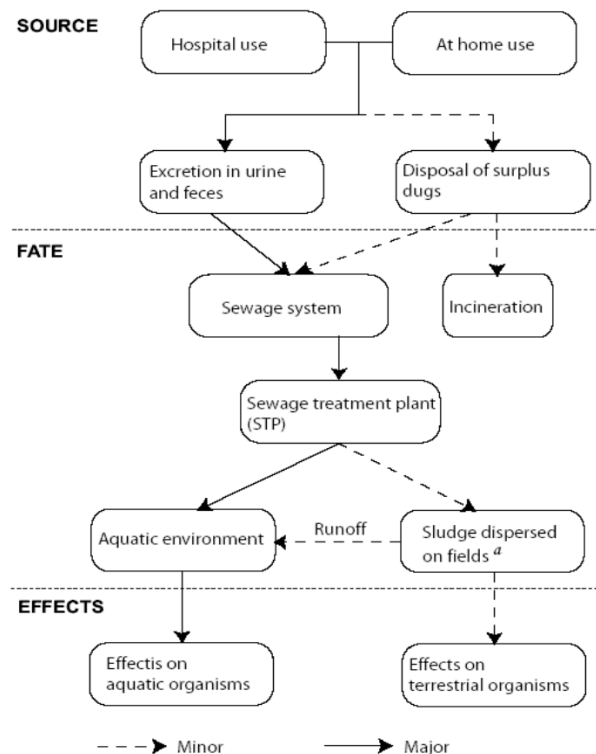 SOURCE
Hospital use
At home use
Excretion in urine
and feces
Disposal of surplus
dugs
FATE
Sewage system
Incineration
Sewage treatment plant
(STP)
Aquatic environment
Runoff
Sludge dispersed
on fields a
EFFECTS
Effectis on
aquatic organisms
Effects on
terrestrial organisms
Minor
Major